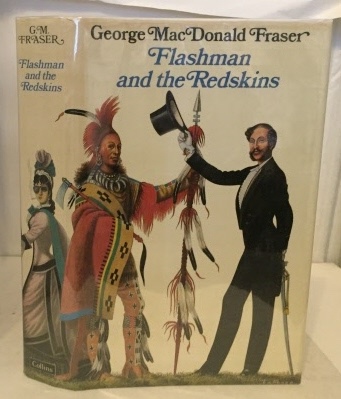 G.M.
FRASER
Flashman
and the
Redskins
Collins
George MacDonald Fraser
Flashman
and the Redskins